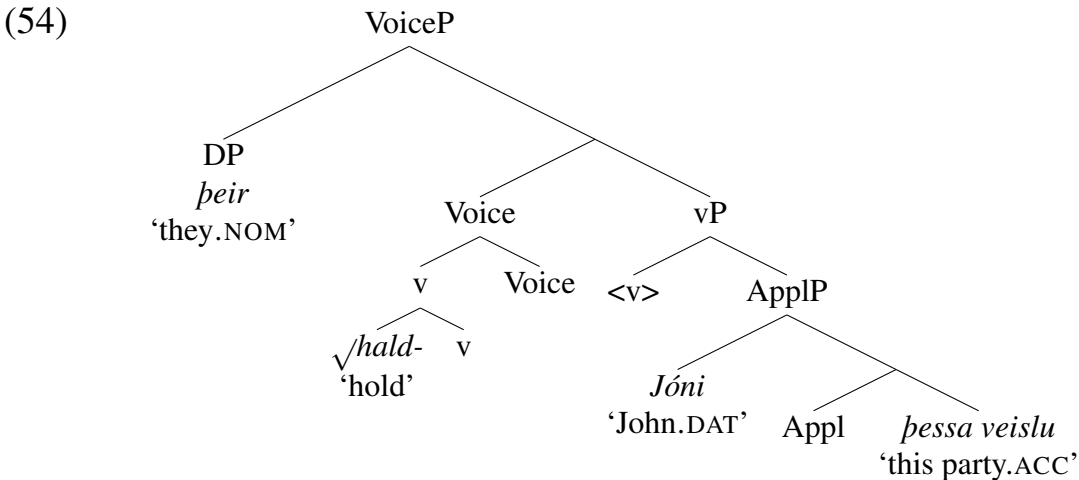 (54) VoiceP
DP
þeir
‘they.NOM’
Voice vP
v Voice <v> ApplP
√hald- v
‘hold’
Jóni
‘John.DAT’
Appl þessa veislu
‘this party.ACC’